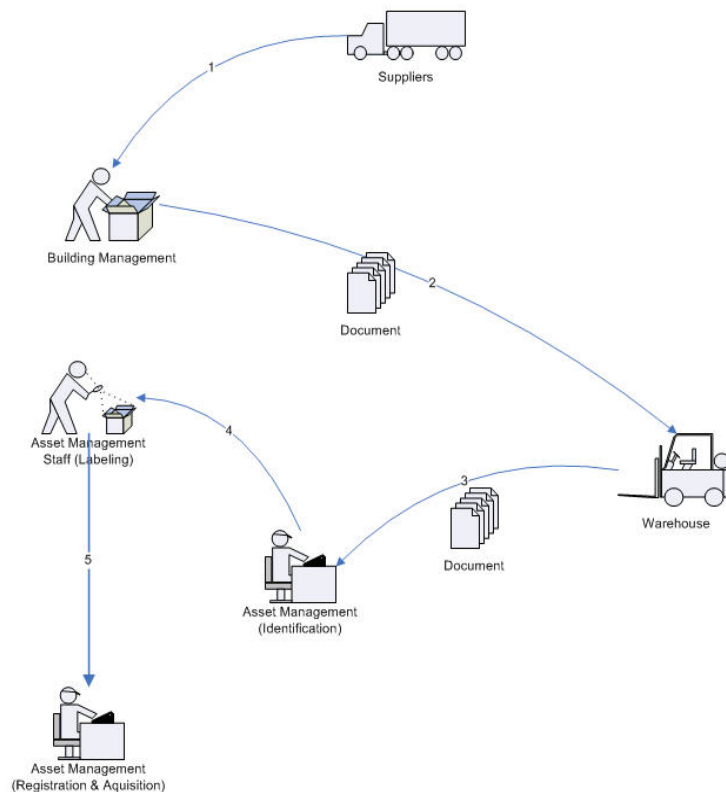 Suppliers
1
Building Management
2
Document
Asset Management
Staff (Labeling)
4
3
Warehouse
Document
5
Asset Management
(Identification)
Asset Management
(Registration & Aquisition)